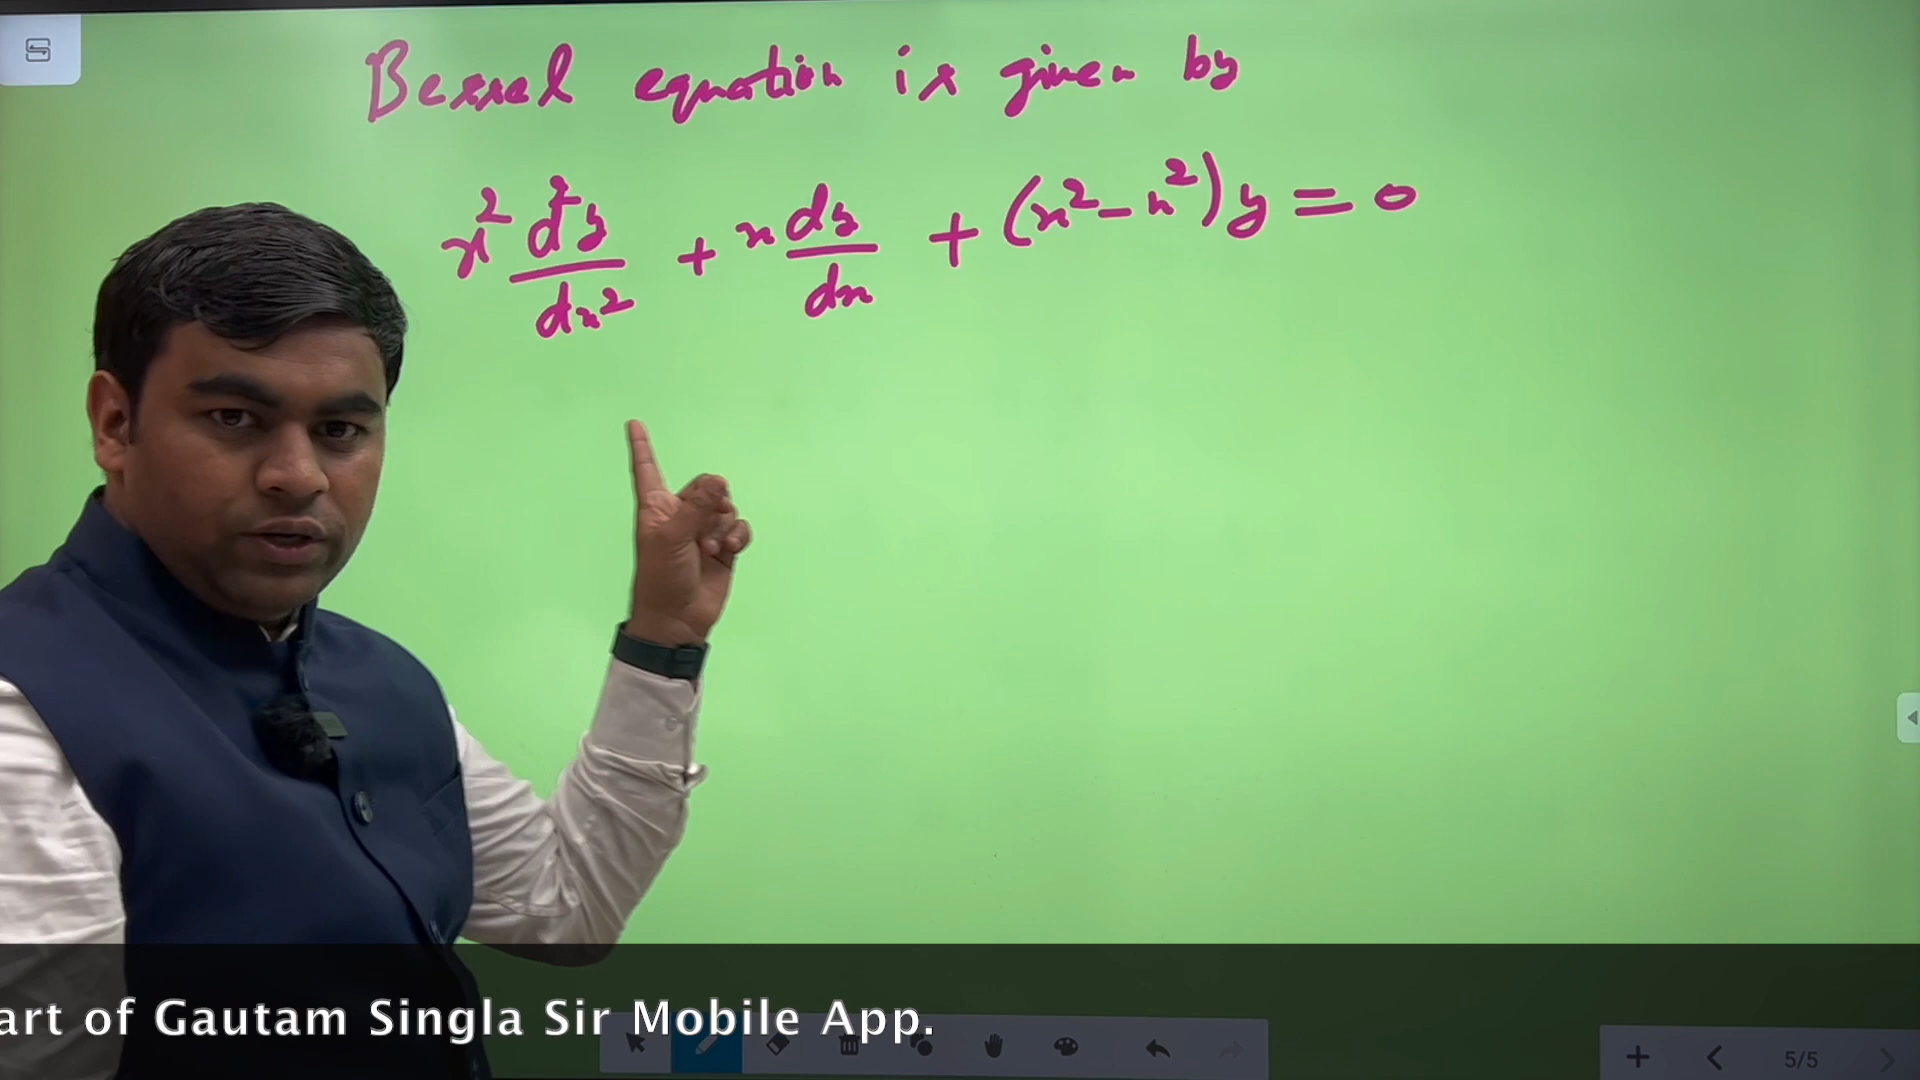 Bessel equation is given by
x² d²y/dx² + x dy/dx + (x² - n²) y = 0
art of Gautam Singla Sir Mobile App.
5/5